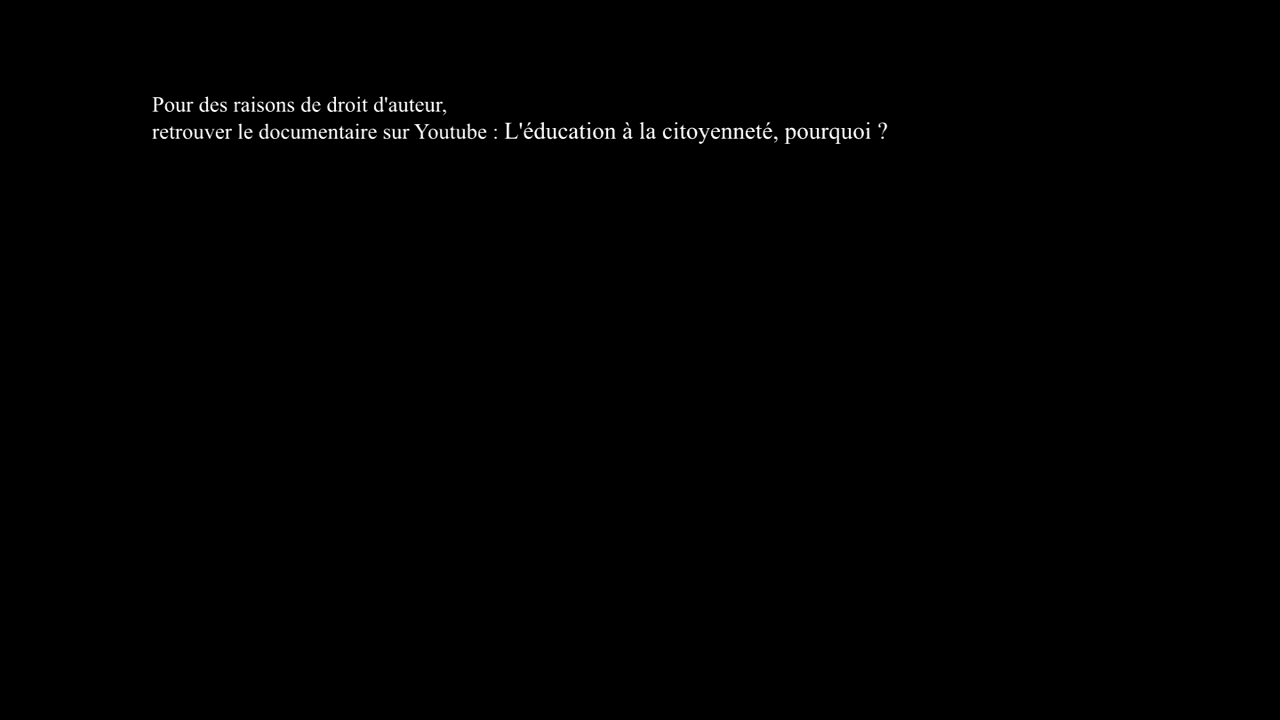 Pour des raisons de droit d'auteur,
retrouver le documentaire sur Youtube : L'éducation à la citoyenneté, pourquoi ?